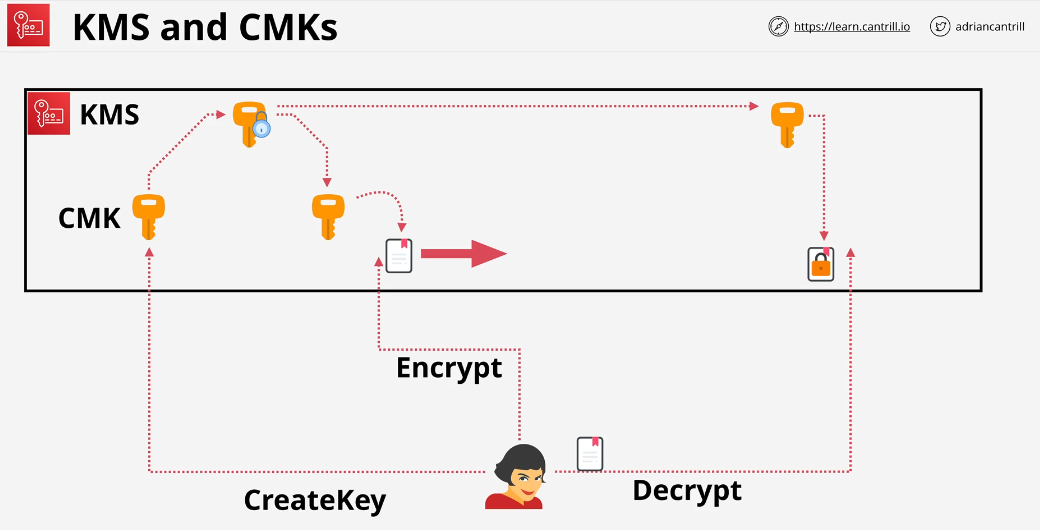 KMS and CMKs
https://learn.cantrill.io
adriancantrill
KMS
CMK
Encrypt
CreateKey
Decrypt